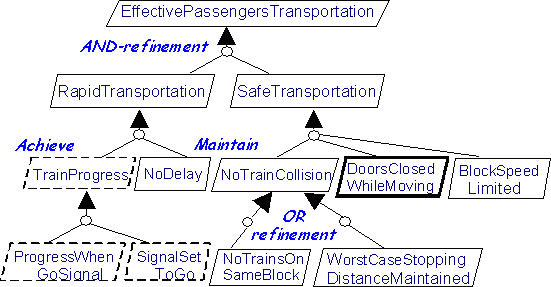 EffectivePassengersTransportation
AND-refinement
RapidTransportation
SafeTransportation
Achieve
Maintain
TrainProgress
NoDelay
NoTrainCollision
DoorsClosed
WhileMoving
BlockSpeed
Limited
OR
refinement
ProgressWhen
GoSignal
SignalSet
ToGo
NoTrainsOn
SameBlock
WorstCaseStopping
DistanceMaintained